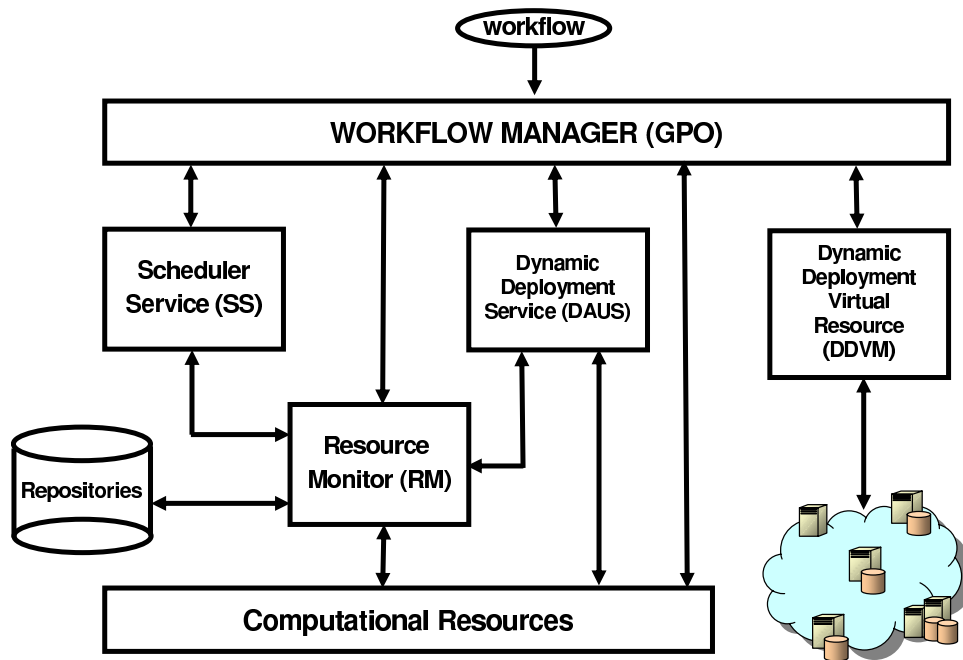 workflow
WORKFLOW MANAGER (GPO)
Scheduler
Service (SS)
Dynamic
Deployment
Service (DAUS)
Dynamic
Deployment
Virtual
Resource
(DDVM)
Resource
Monitor (RM)
Repositories
Computational Resources